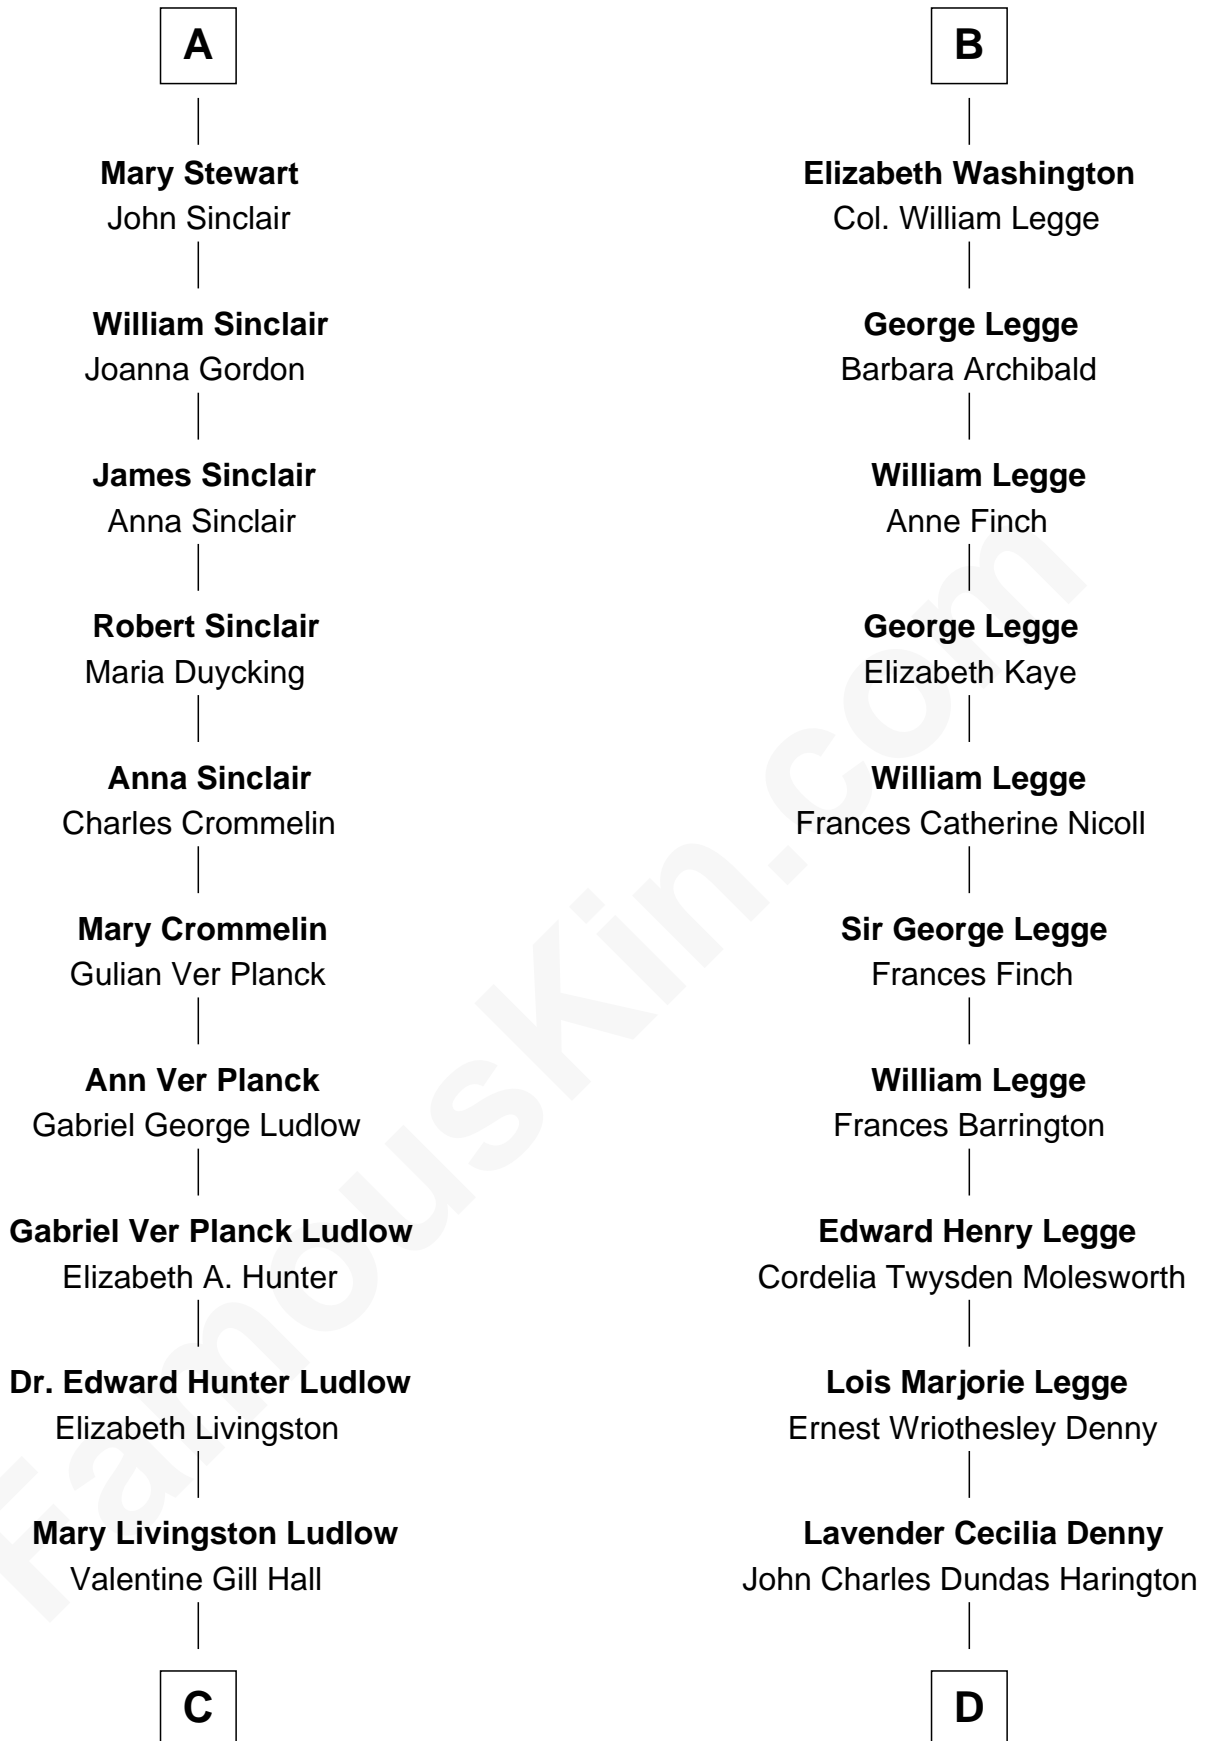 A
Mary Stewart
John Sinclair
William Sinclair
Joanna Gordon
James Sinclair
Anna Sinclair
Robert Sinclair
Maria Duycking
Anna Sinclair
Charles Crommelin
Mary Crommelin
Gulian Ver Planck
Ann Ver Planck
Gabriel George Ludlow
Gabriel Ver Planck Ludlow
Elizabeth A. Hunter
Dr. Edward Hunter Ludlow
Elizabeth Livingston
Mary Livingston Ludlow
Valentine Gill Hall
C
B
Elizabeth Washington
Col. William Legge
George Legge
Barbara Archibald
William Legge
Anne Finch
George Legge
Elizabeth Kaye
William Legge
Frances Catherine Nicoll
Sir George Legge
Frances Finch
William Legge
Frances Barrington
Edward Henry Legge
Cordelia Twysden Molesworth
Lois Marjorie Legge
Ernest Wriothesley Denny
Lavender Cecilia Denny
John Charles Dundas Harington
D
FamousKin.com